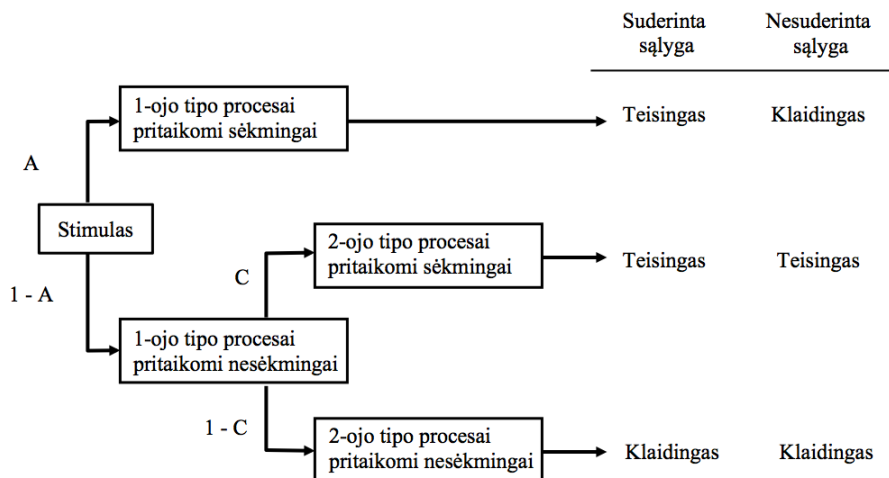 Suderinta Nesuderinta
sąlyga sąlyga
1-ojo tipo procesai
pritaikomi sėkmingai
Teisingas Klaidingas
A
Stimulas
2-ojo tipo procesai
pritaikomi sėkmingai
Teisingas Teisingas
C
1 - A
1-ojo tipo procesai
pritaikomi nesėkmingai
1 - C
2-ojo tipo procesai
pritaikomi nesėkmingai
Klaidingas Klaidingas